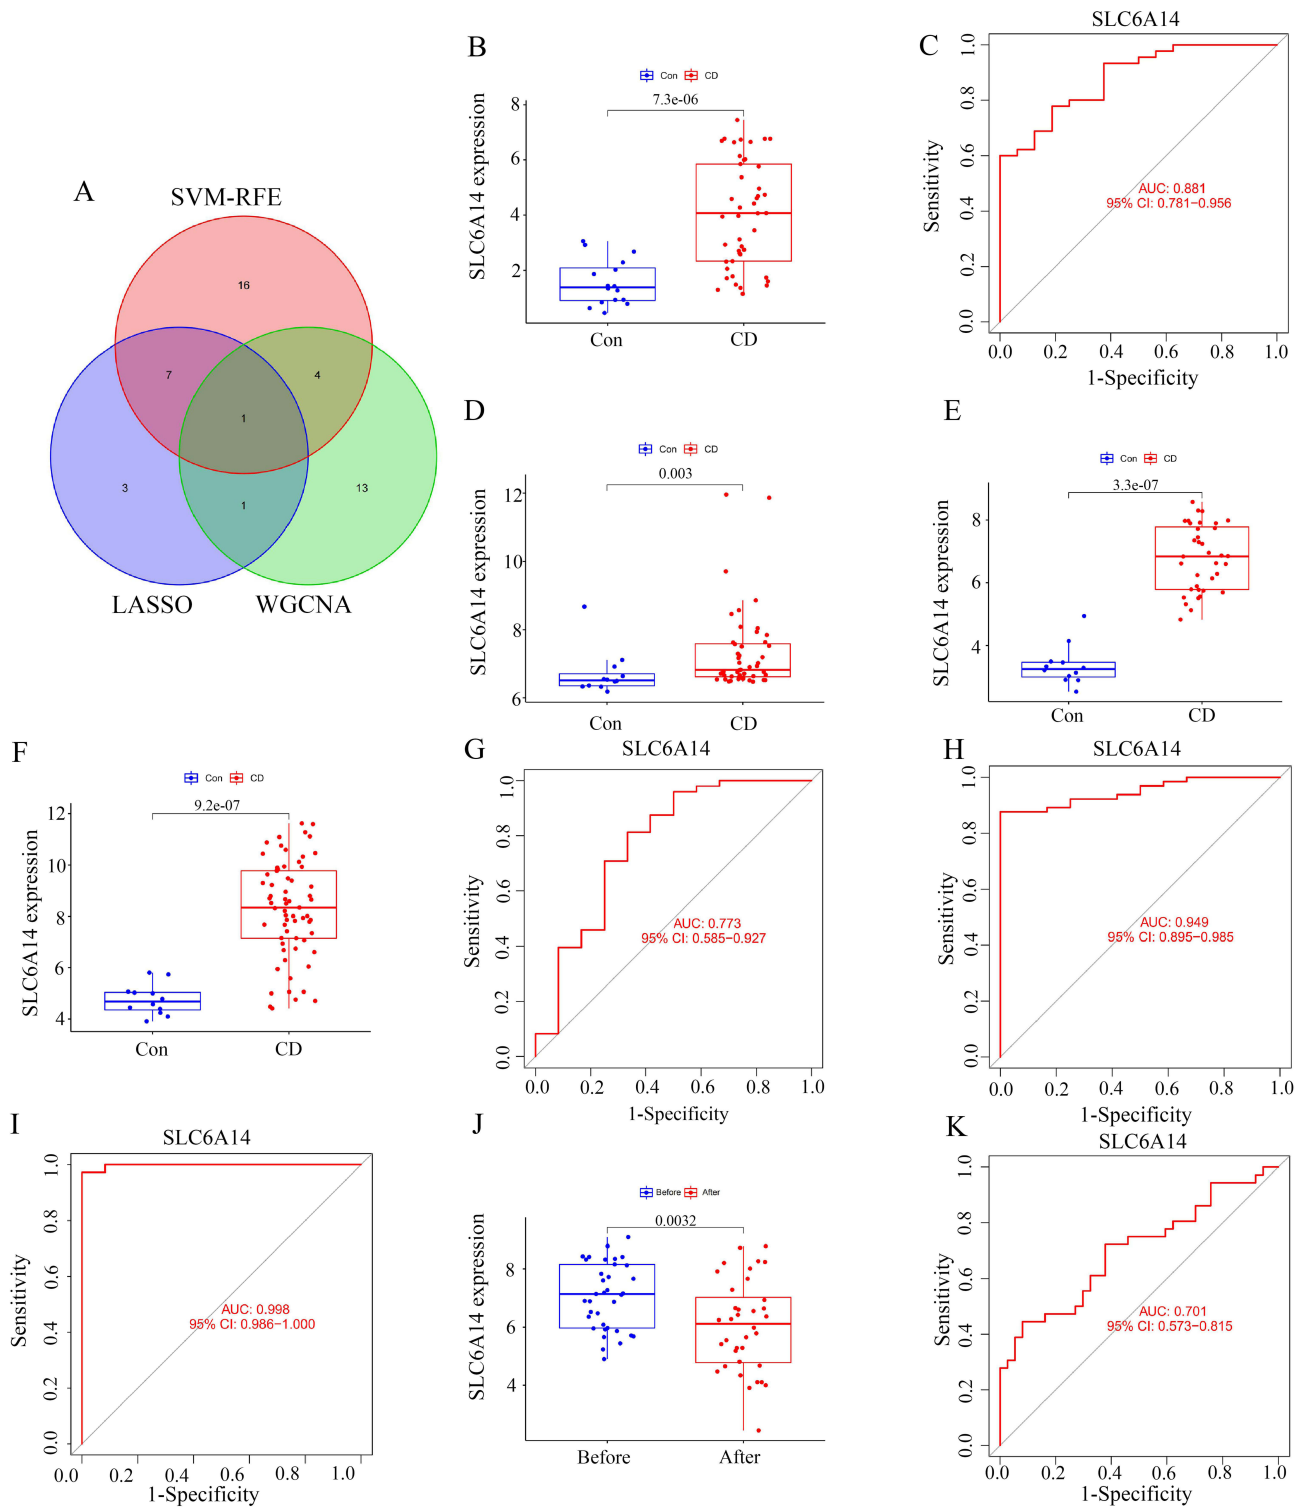 A
SVM-RFE
16
7
4
1
3
1
13
LASSO
WGCNA
B
Con
CD
7.3e-06
SLC6A14 expression
8
6
4
2
Con
CD
C
SLC6A14
Sensitivity
1.0
0.8
0.6
0.4
0.2
0.0
AUC: 0.881
95% CI: 0.781−0.956
0.0 0.2 0.4 0.6 0.8 1.0
1-Specificity
D
Con
CD
0.003
SLC6A14 expression
12
10
8
6
Con
CD
E
Con
CD
3.3e-07
SLC6A14 expression
8
6
4
Con
CD
F
Con
CD
9.2e-07
SLC6A14 expression
12
10
8
6
4
Con
CD
G
SLC6A14
Sensitivity
1.0
0.8
0.6
0.4
0.2
0.0
AUC: 0.773
95% CI: 0.585−0.927
0.0 0.2 0.4 0.6 0.8 1.0
1-Specificity
H
SLC6A14
Sensitivity
1.0
0.8
0.6
0.4
0.2
0.0
AUC: 0.949
95% CI: 0.895−0.985
0.0 0.2 0.4 0.6 0.8 1.0
1-Specificity
I
SLC6A14
Sensitivity
1.0
0.8
0.6
0.4
0.2
0.0
AUC: 0.998
95% CI: 0.986−1.000
0.0 0.2 0.4 0.6 0.8 1.0
1-Specificity
J
Before
After
0.0032
SLC6A14 expression
8
6
4
Before
After
K
SLC6A14
Sensitivity
1.0
0.8
0.6
0.4
0.2
0.0
AUC: 0.701
95% CI: 0.573−0.815
0.0 0.2 0.4 0.6 0.8 1.0
1-Specificity